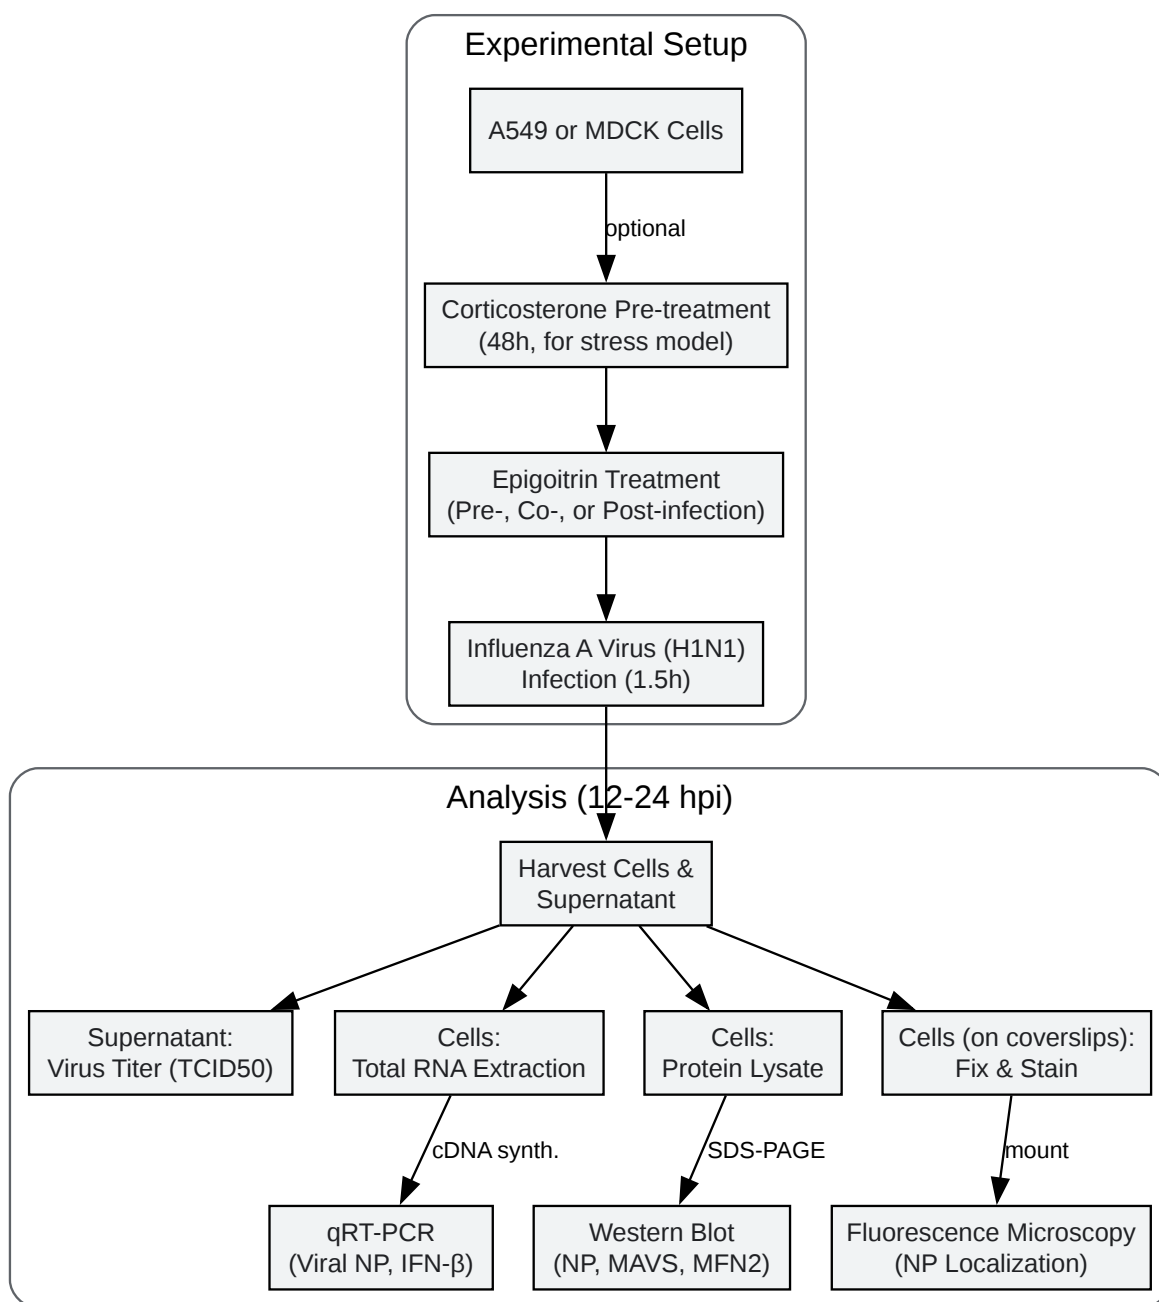 Experimental Setup
A549 or MDCK Cells
optional
Corticosterone Pre-treatment
(48h, for stress model)
Epigoitrin Treatment
(Pre-, Co-, or Post-infection)
Influenza A Virus (H1N1)
Infection (1.5h)
Analysis (12-24 hpi)
Harvest Cells &
Supernatant
Supernatant:
Virus Titer (TCID50)
Cells:
Total RNA Extraction
Cells:
Protein Lysate
Cells (on coverslips):
Fix & Stain
cDNA synth.
SDS-PAGE
mount
qRT-PCR
(Viral NP, IFN-β)
Western Blot
(NP, MAVS, MFN2)
Fluorescence Microscopy
(NP Localization)